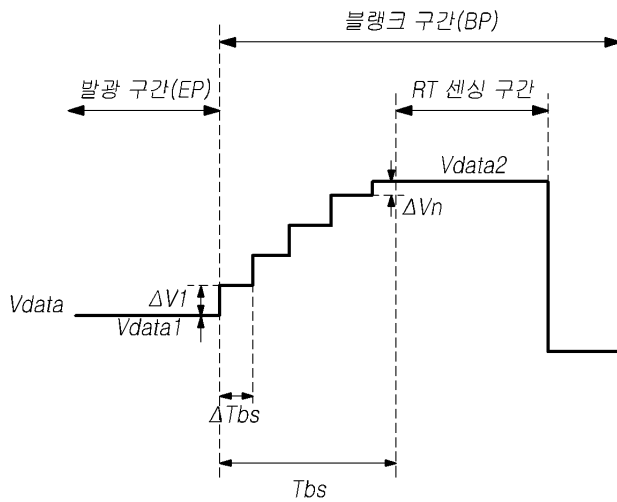 블랭크 구간(BP)
발광 구간(EP)
RT 센싱 구간
Vdata2
ΔVn
ΔV1
Vdata
Vdata1
ΔTbs
Tbs